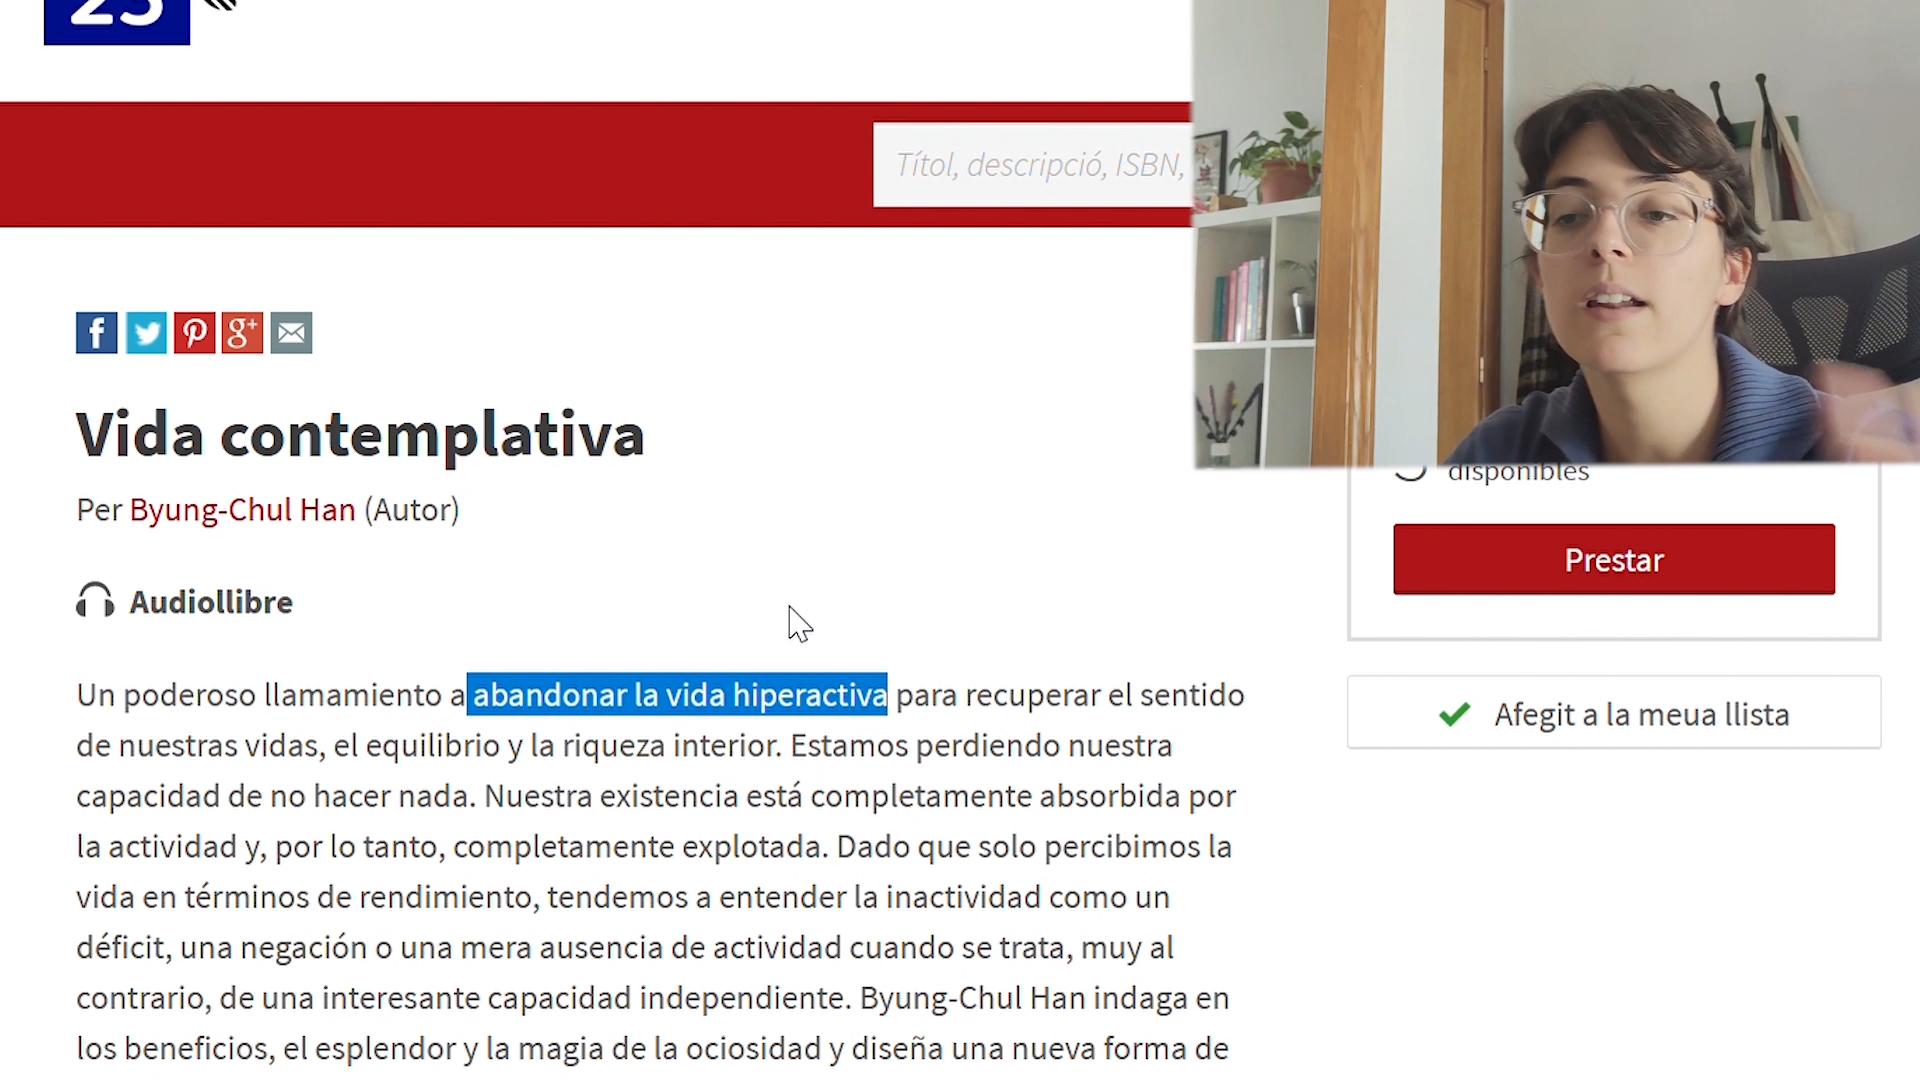 25
Títol, descripció, ISBN,
Vida contemplativa
Per Byung-Chul Han (Autor)
Audiollibre
Un poderoso llamamiento a abandonar la vida hiperactiva para recuperar el sentido
de nuestras vidas, el equilibrio y la riqueza interior. Estamos perdiendo nuestra
capacidad de no hacer nada. Nuestra existencia está completamente absorbida por
la actividad y, por lo tanto, completamente explotada. Dado que solo percibimos la
vida en términos de rendimiento, tendemos a entender la inactividad como un
déficit, una negación o una mera ausencia de actividad cuando se trata, muy al
contrario, de una interesante capacidad independiente. Byung-Chul Han indaga en
los beneficios, el esplendor y la magia de la ociosidad y diseña una nueva forma de
disponibles
Prestar
Afegit a la meua llista